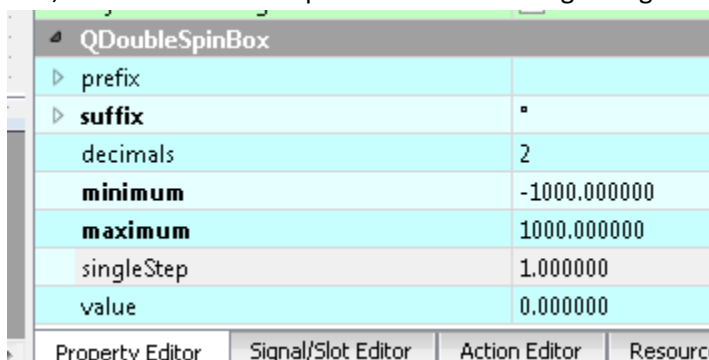 QDoubleSpinBox
prefix
suffix °
decimals 2
minimum -1000.000000
maximum 1000.000000
singleStep 1.000000
value 0.000000
Property Editor Signal/Slot Editor Action Editor